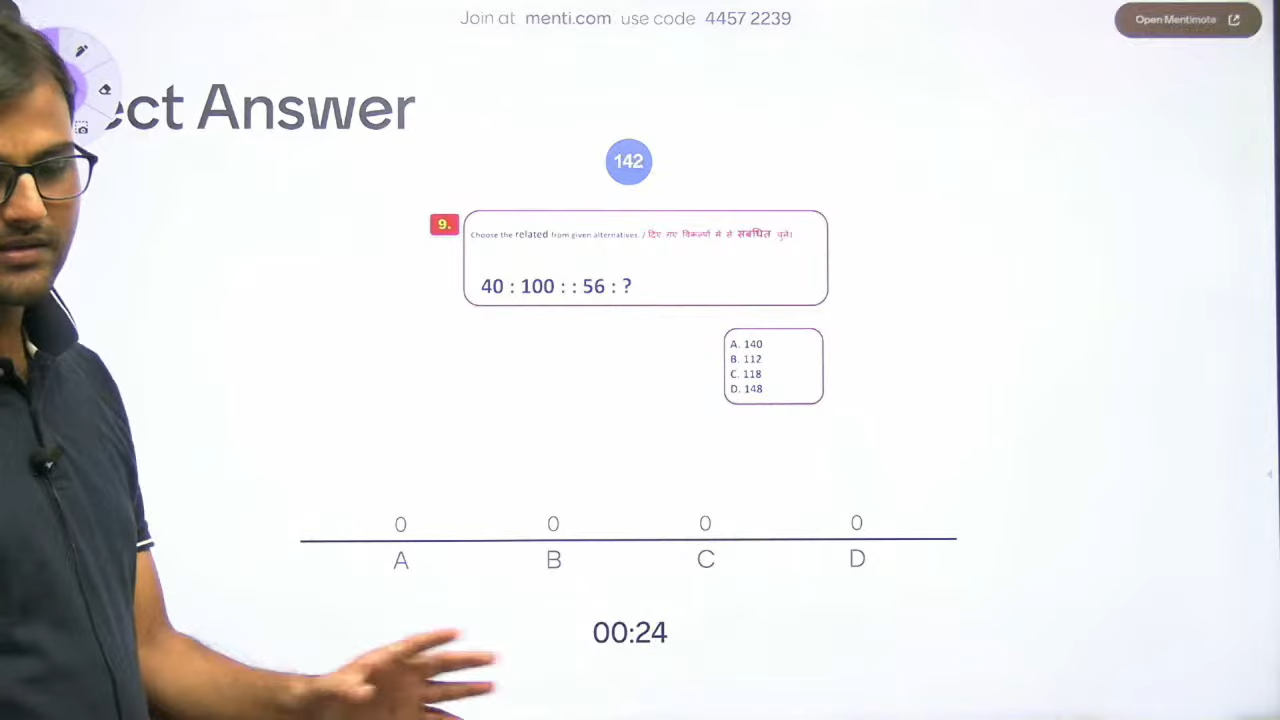 Join at menti.com use code 4457 2239
Open Mentimote
ect Answer
142
9.
Choose the related from given alternatives. / दिए गए विकल्पों में से संबंधित चुनें।
40 : 100 : : 56 : ?
A. 140
B. 112
C. 118
D. 148
0 0 0 0
A B C D
00:24